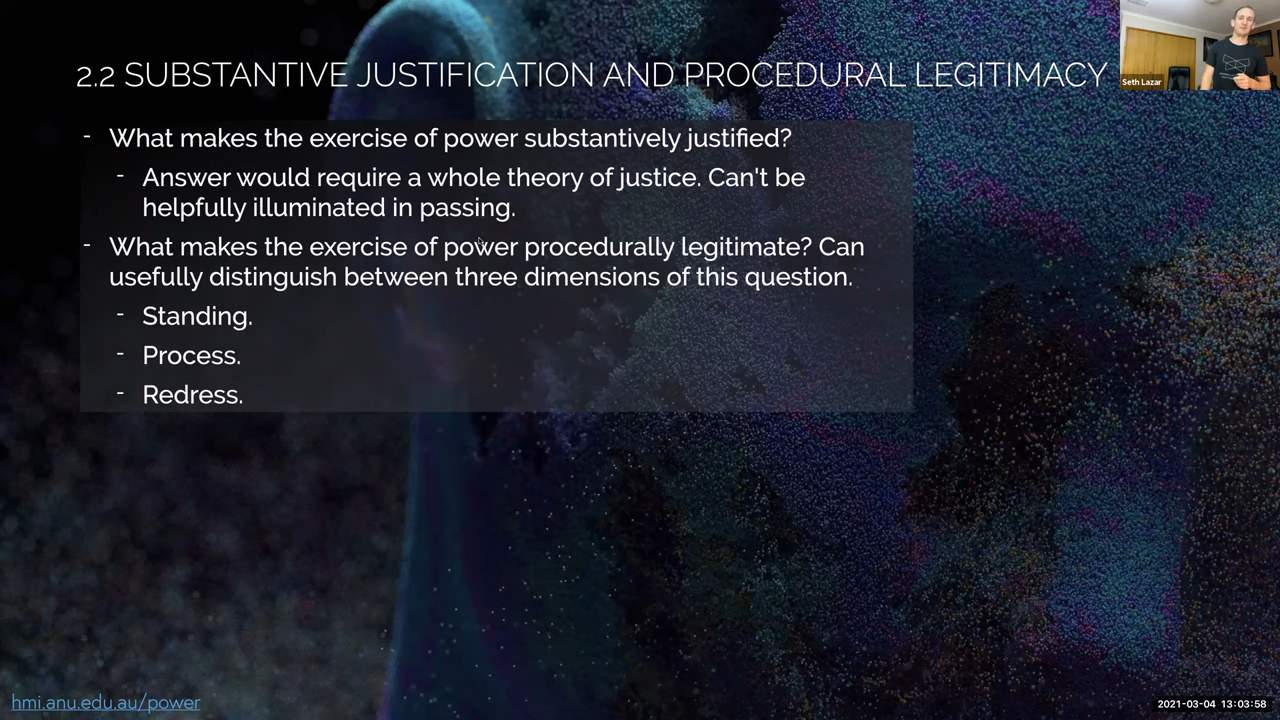 Seth Lazar
2.2 SUBSTANTIVE JUSTIFICATION AND PROCEDURAL LEGITIMACY
- What makes the exercise of power substantively justified?
- Answer would require a whole theory of justice. Can't be
helpfully illuminated in passing.
- What makes the exercise of power procedurally legitimate? Can
usefully distinguish between three dimensions of this question.
- Standing.
- Process.
- Redress.
hmi.anu.edu.au/power
2021-03-04 13:03:58